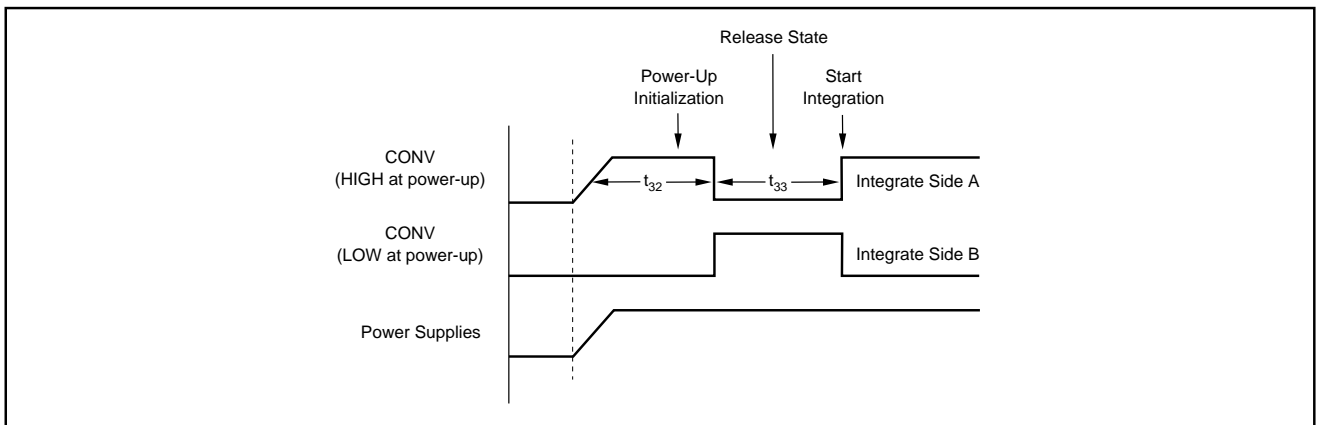 Release State
Power-Up
Initialization
Start
Integration
CONV
(HIGH at power-up)
t32
t33
Integrate Side A
CONV
(LOW at power-up)
Integrate Side B
Power Supplies